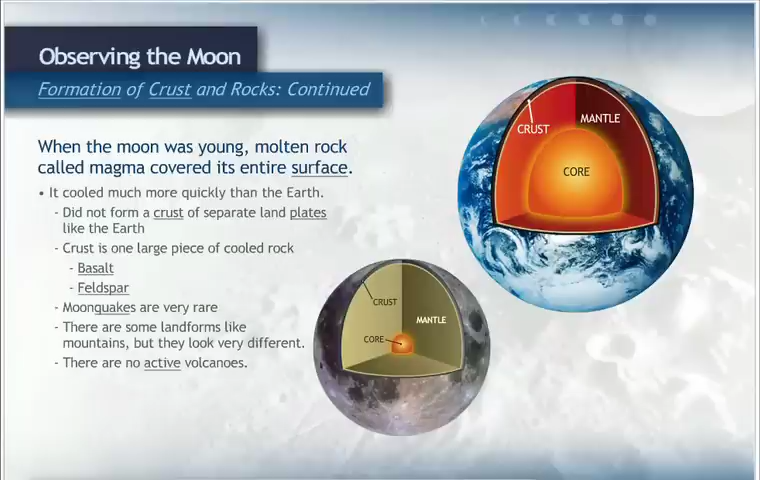 Observing the Moon
Formation of Crust and Rocks: Continued
When the moon was young, molten rock
called magma covered its entire surface.
• It cooled much more quickly than the Earth.
- Did not form a crust of separate land plates
like the Earth
- Crust is one large piece of cooled rock
- Basalt
- Feldspar
- Moonquakes are very rare
- There are some landforms like
mountains, but they look very different.
- There are no active volcanoes.
CRUST
MANTLE
CORE
CRUST
MANTLE
CORE